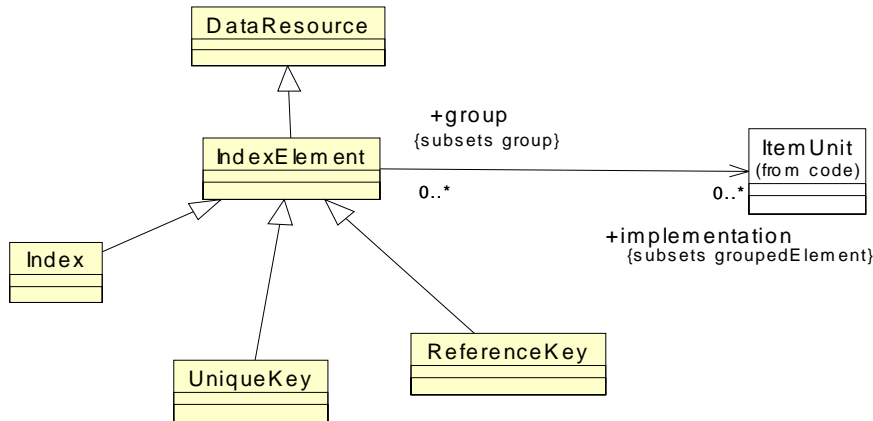 DataResource
+group
{subsets group}
IndexElement
ItemUnit
(from code)
0..*
0..*
+implementation
{subsets groupedElement}
Index
ReferenceKey
UniqueKey